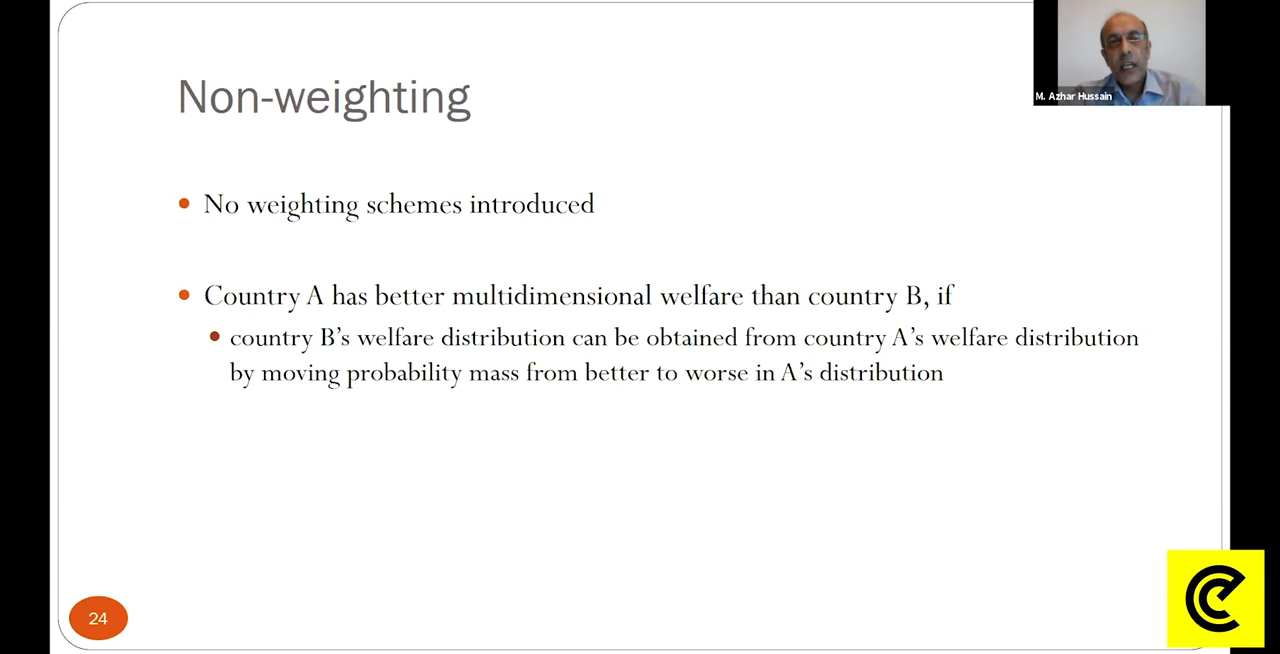 Non-weighting
M. Azhar Hussain
No weighting schemes introduced
Country A has better multidimensional welfare than country B, if
country B’s welfare distribution can be obtained from country A’s welfare distribution
by moving probability mass from better to worse in A’s distribution
24